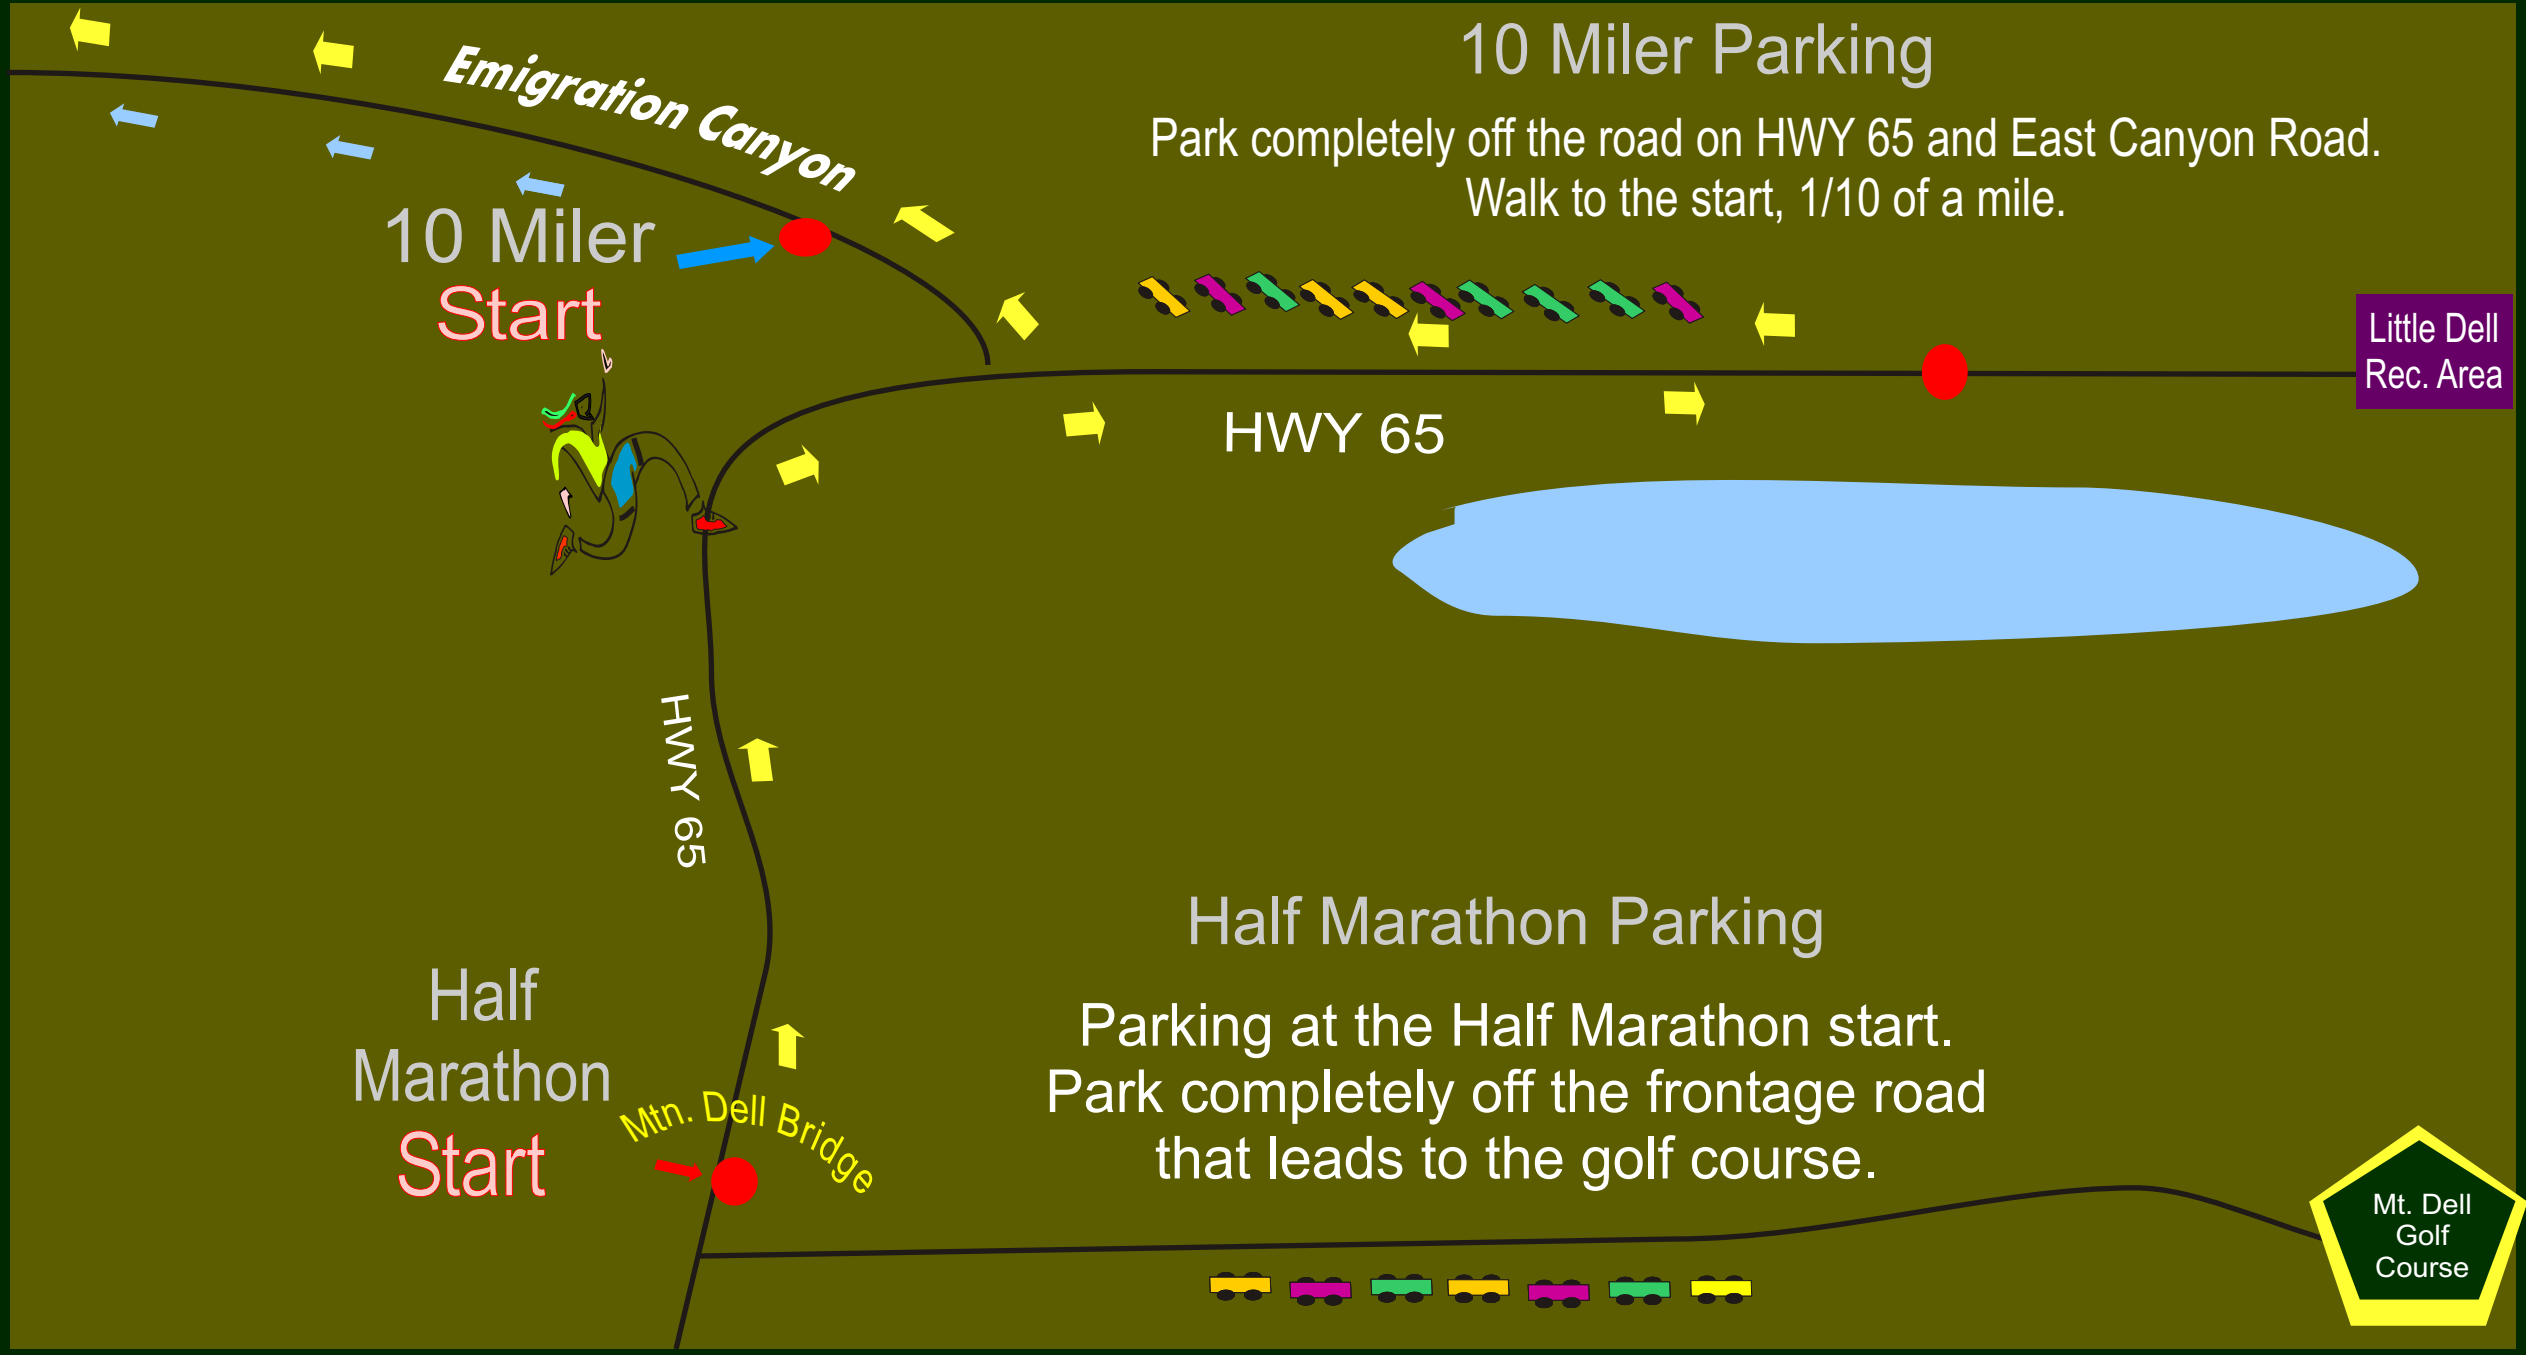 10 Miler Parking
Park completely off the road on HWY 65 and East Canyon Road.
Walk to the start, 1/10 of a mile.
Emigration Canyon
10 Miler
Start
Little Dell
Rec. Area
HWY 65
HWY 65
Half Marathon Parking
Parking at the Half Marathon start.
Park completely off the frontage road
that leads to the golf course.
Half
Marathon
Start
Mtn. Dell Bridge
Mt. Dell
Golf
Course